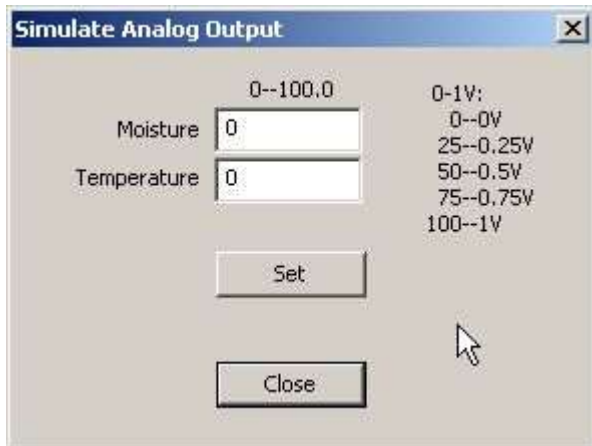 Simulate Analog Output
0--100.0
Moisture 0
Temperature 0
0-1V:
0--0V
25--0.25V
50--0.5V
75--0.75V
100--1V
Set
Close